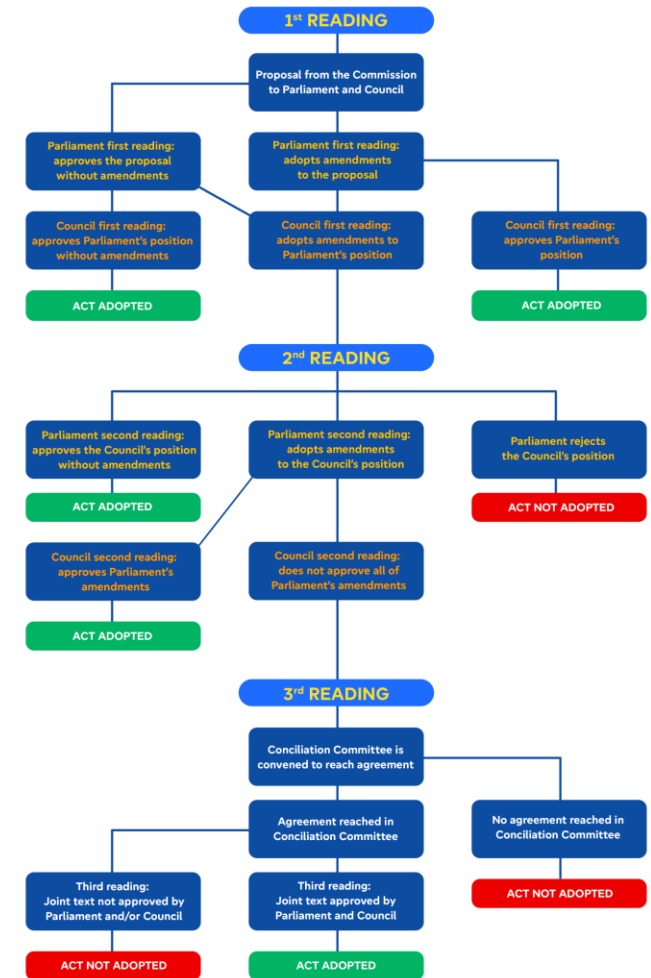 1st READING
Proposal from the Commission
to Parliament and Council
Parliament first reading:
approves the proposal
without amendments
Parliament first reading:
adopts amendments
to the proposal
Council first reading:
approves Parliament's position
without amendments
Council first reading:
adopts amendments to
Parliament's position
Council first reading:
approves Parliament's
position
ACT ADOPTED
ACT ADOPTED
2nd READING
Parliament second reading:
approves the Council's position
without amendments
Parliament second reading:
adopts amendments
to the Council's position
Parliament rejects
the Council's position
ACT ADOPTED
ACT NOT ADOPTED
Council second reading:
approves Parliament's
amendments
Council second reading:
does not approve all of
Parliament's amendments
ACT ADOPTED
3rd READING
Conciliation Committee is
convened to reach agreement
Agreement reached in
Conciliation Committee
No agreement reached in
Conciliation Committee
ACT NOT ADOPTED
Third reading:
Joint text not approved by
Parliament and/or Council
Third reading:
Joint text approved by
Parliament and Council
ACT NOT ADOPTED
ACT ADOPTED